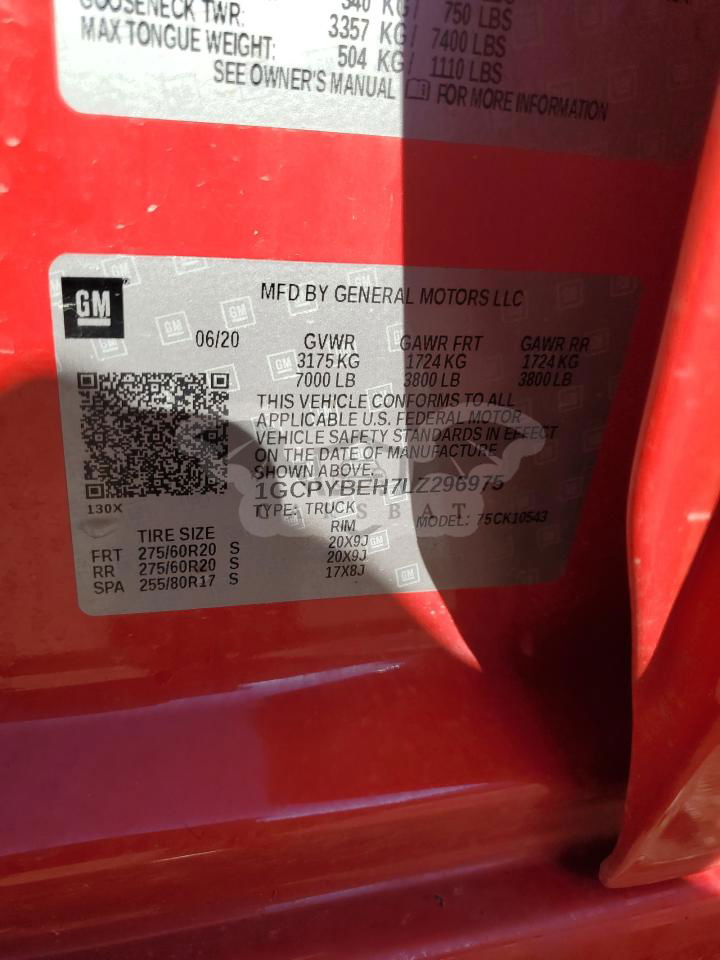 GOOSENECK TWR:
340 KG/ 750 LBS
3357 KG/ 7400 LBS
MAX TONGUE WEIGHT: 504 KG/ 1110 LBS
SEE OWNER'S MANUAL FOR MORE INFORMATION
GM
MFD BY GENERAL MOTORS LLC
06/20 GVWR GAWR FRT GAWR RR
3175 KG 1724 KG 1724 KG
7000 LB 3800 LB 3800 LB
THIS VEHICLE CONFORMS TO ALL
APPLICABLE U.S. FEDERAL MOTOR
VEHICLE SAFETY STANDARDS IN EFFECT
ON THE DATE OF MANUFACTURE
SHOWN ABOVE.
1GCPYBEH7LZ296975
130X
TYPE: TRUCK MODEL: 75CK10543
TIRE SIZE RIM
FRT 275/60R20 S 20X9J
RR 275/60R20 S 20X9J
SPA 255/80R17 S 17X8J